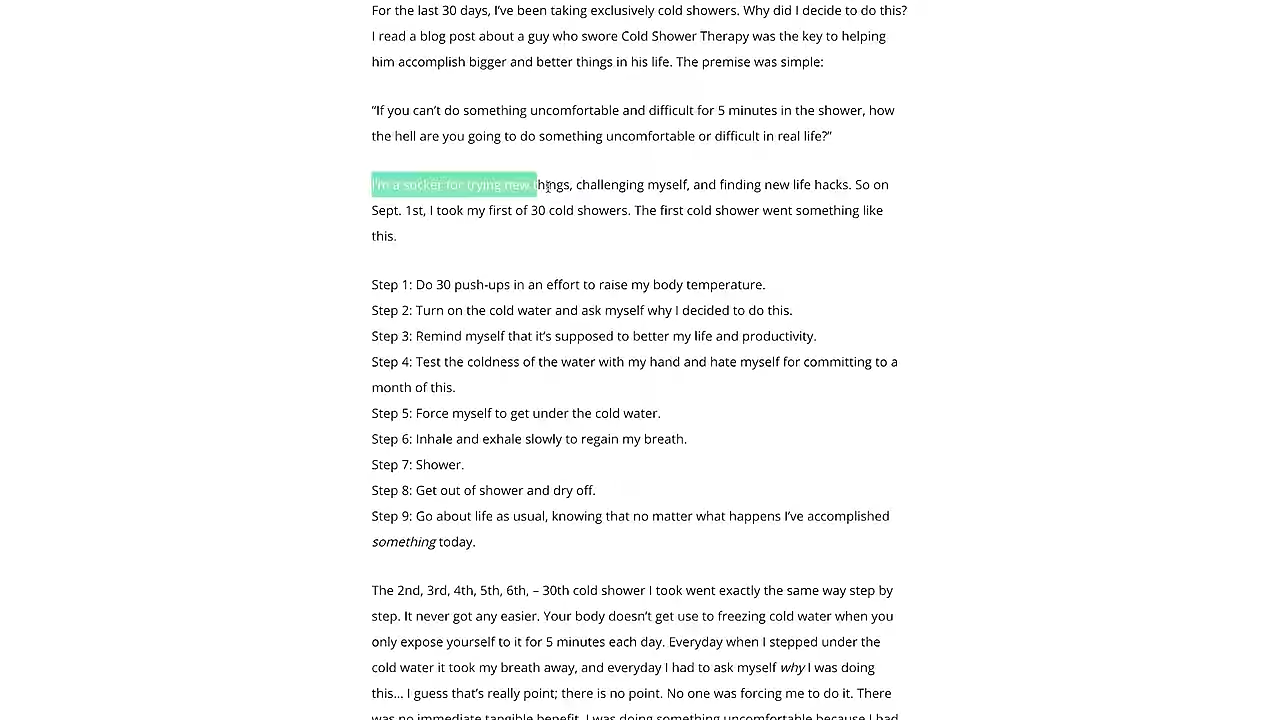 For the last 30 days, I've been taking exclusively cold showers. Why did I decide to do this?
I read a blog post about a guy who swore Cold Shower Therapy was the key to helping
him accomplish bigger and better things in his life. The premise was simple:
“If you can't do something uncomfortable and difficult for 5 minutes in the shower, how
the hell are you going to do something uncomfortable or difficult in real life?”
I'm a sucker for trying new things, challenging myself, and finding new life hacks. So on
Sept. 1st, I took my first of 30 cold showers. The first cold shower went something like
this.
Step 1: Do 30 push-ups in an effort to raise my body temperature.
Step 2: Turn on the cold water and ask myself why I decided to do this.
Step 3: Remind myself that it's supposed to better my life and productivity.
Step 4: Test the coldness of the water with my hand and hate myself for committing to a
month of this.
Step 5: Force myself to get under the cold water.
Step 6: Inhale and exhale slowly to regain my breath.
Step 7: Shower.
Step 8: Get out of shower and dry off.
Step 9: Go about life as usual, knowing that no matter what happens I've accomplished
something today.
The 2nd, 3rd, 4th, 5th, 6th, – 30th cold shower I took went exactly the same way step by
step. It never got any easier. Your body doesn't get use to freezing cold water when you
only expose yourself to it for 5 minutes each day. Everyday when I stepped under the
cold water it took my breath away, and everyday I had to ask myself why I was doing
this... I guess that's really point; there is no point. No one was forcing me to do it. There
was no immediate tangible benefit. I was doing something uncomfortable because I had